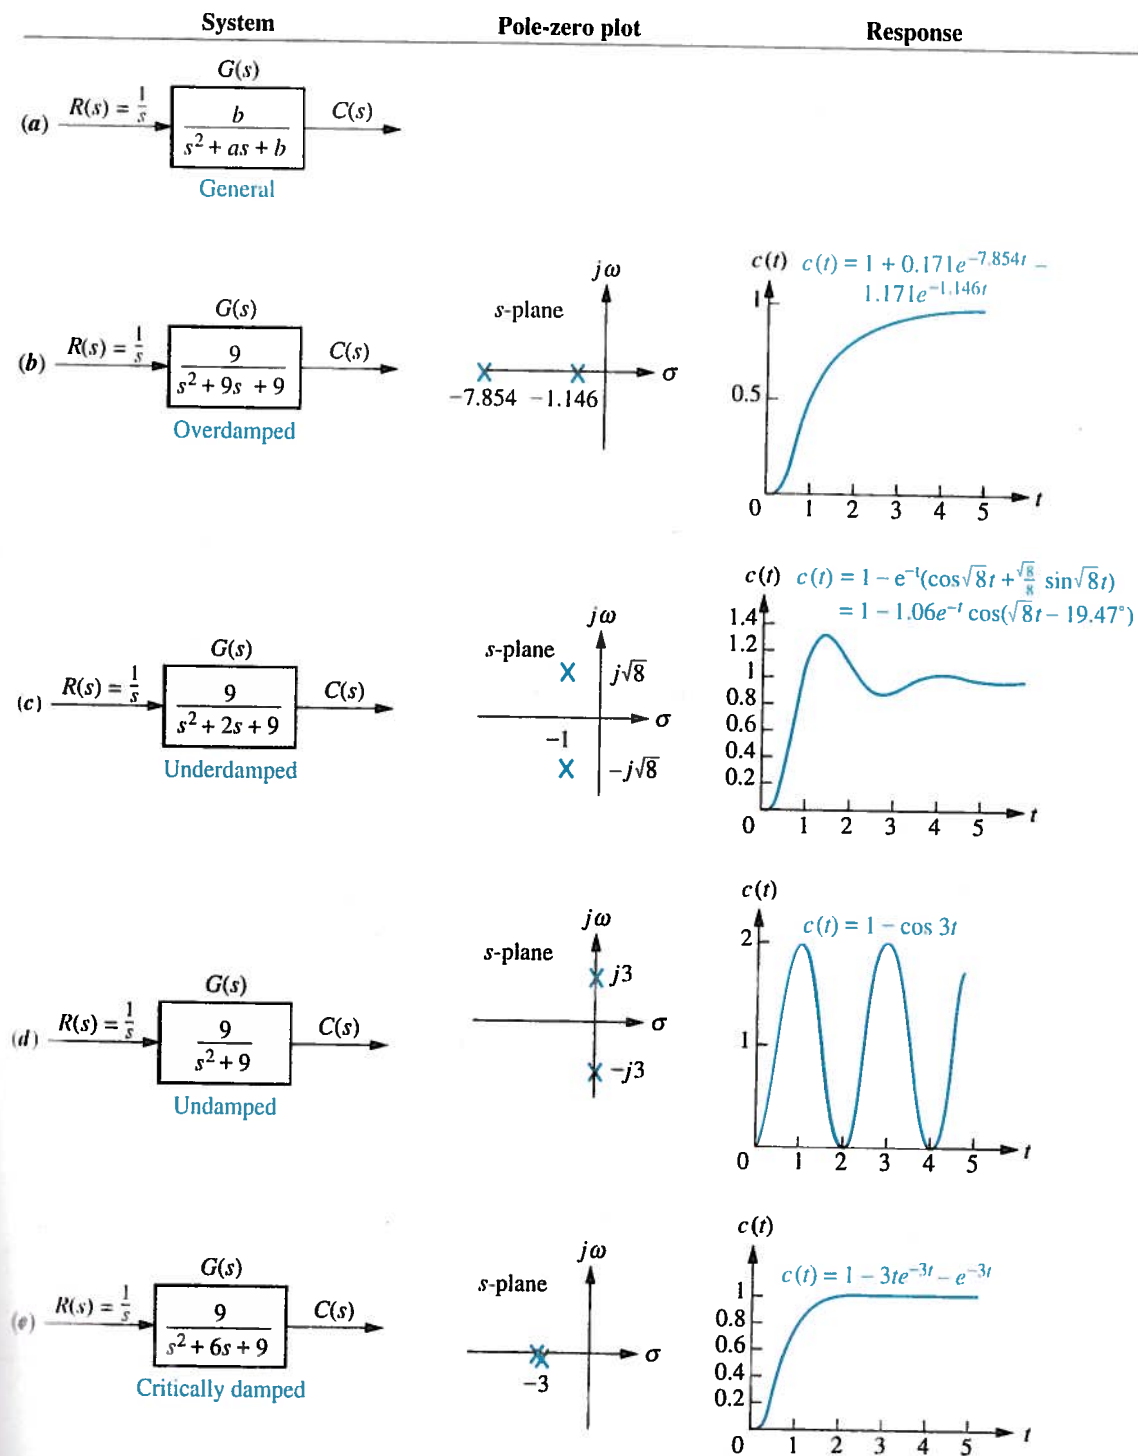 System Pole-zero plot Response
G(s)
(a) R(s) = 1/s b/(s² + as + b) C(s)
General
(b) R(s) = 1/s G(s) 9/(s² + 9s + 9) C(s)
Overdamped
jω
s-plane
σ
−7.854 −1.146
c(t) c(t) = 1 + 0.171e^−7.854t −
1.171e^−1.146t
1
0.5
0 1 2 3 4 5 t
(c) R(s) = 1/s G(s) 9/(s² + 2s + 9) C(s)
Underdamped
jω
s-plane
j√8
σ
−1
−j√8
c(t) c(t) = 1 − e^−t(cos√8t + √8/8 sin√8t)
= 1 − 1.06e^−t cos(√8t − 19.47°)
1.4
1.2
1
0.8
0.6
0.4
0.2
0 1 2 3 4 5 t
(d) R(s) = 1/s G(s) 9/(s² + 9) C(s)
Undamped
jω
s-plane
j3
σ
−j3
c(t)
c(t) = 1 − cos 3t
2
1
0 1 2 3 4 5 t
(e) R(s) = 1/s G(s) 9/(s² + 6s + 9) C(s)
Critically damped
jω
s-plane
σ
−3
c(t)
c(t) = 1 − 3te^−3t − e^−3t
1
0.8
0.6
0.4
0.2
0 1 2 3 4 5 t